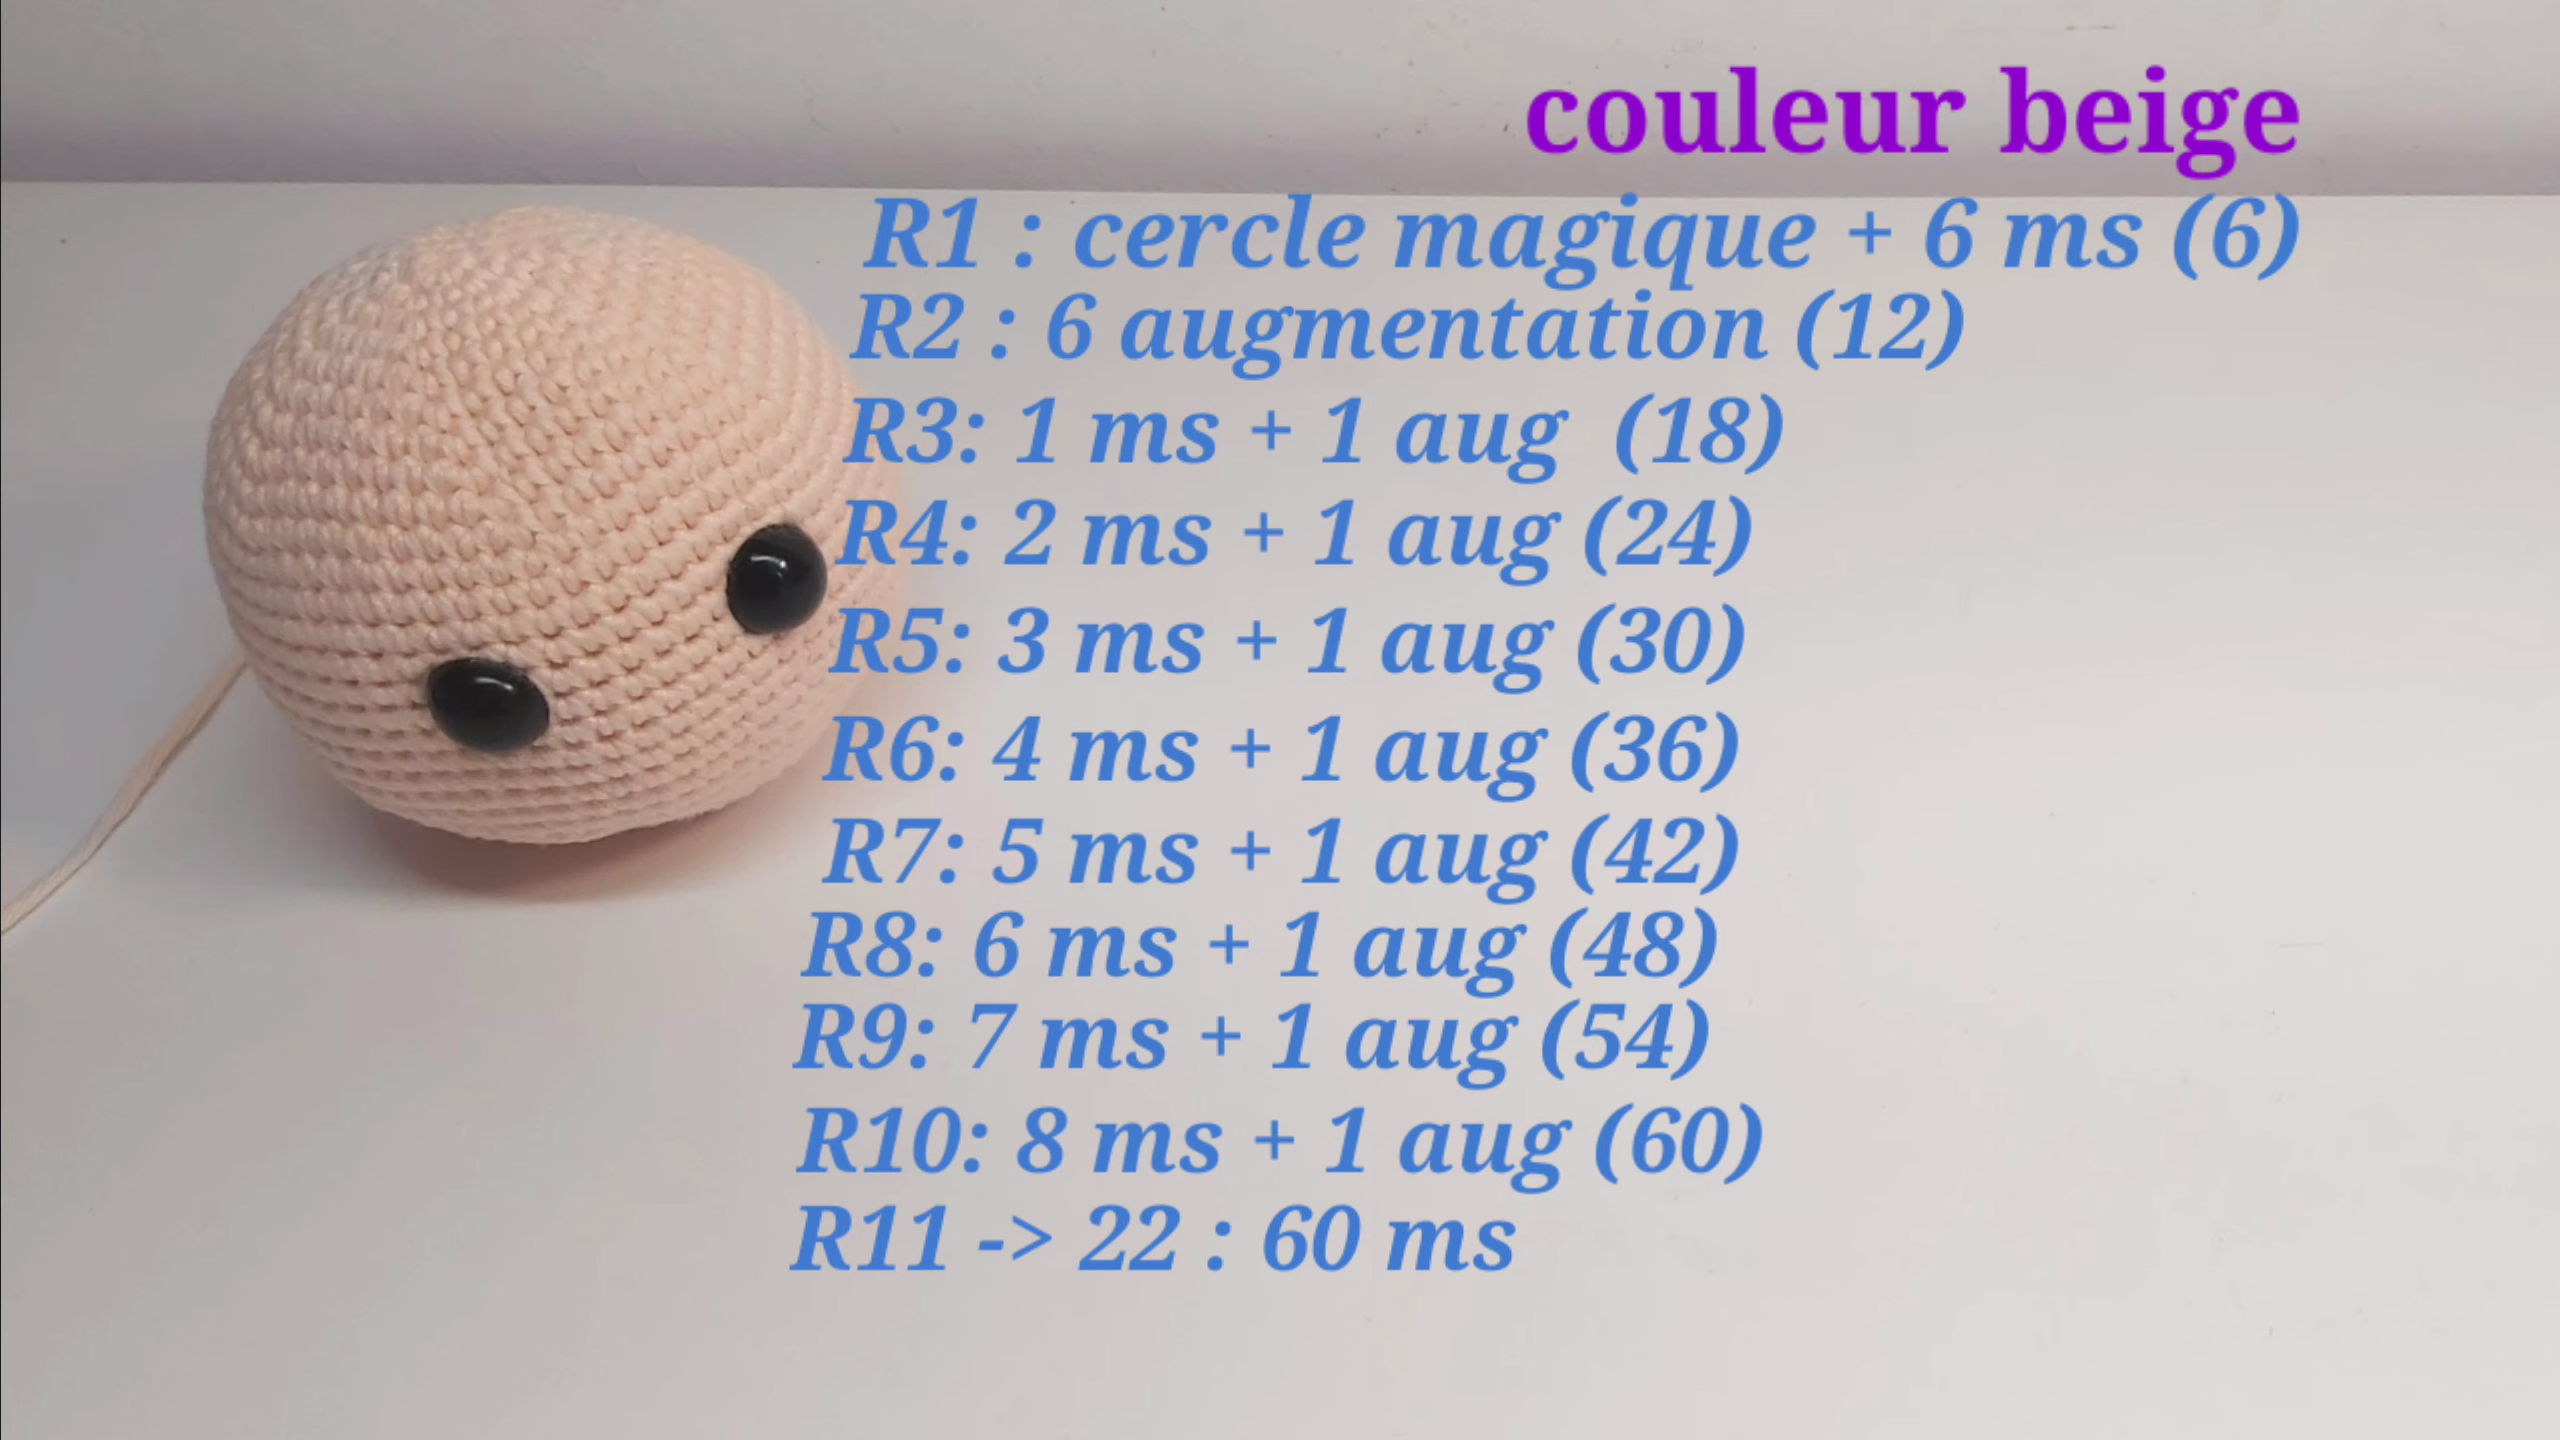 couleur beige
R1 : cercle magique + 6 ms (6)
R2 : 6 augmentation (12)
R3: 1 ms + 1 aug (18)
R4: 2 ms + 1 aug (24)
R5: 3 ms + 1 aug (30)
R6: 4 ms + 1 aug (36)
R7: 5 ms + 1 aug (42)
R8: 6 ms + 1 aug (48)
R9: 7 ms + 1 aug (54)
R10: 8 ms + 1 aug (60)
R11 -> 22 : 60 ms